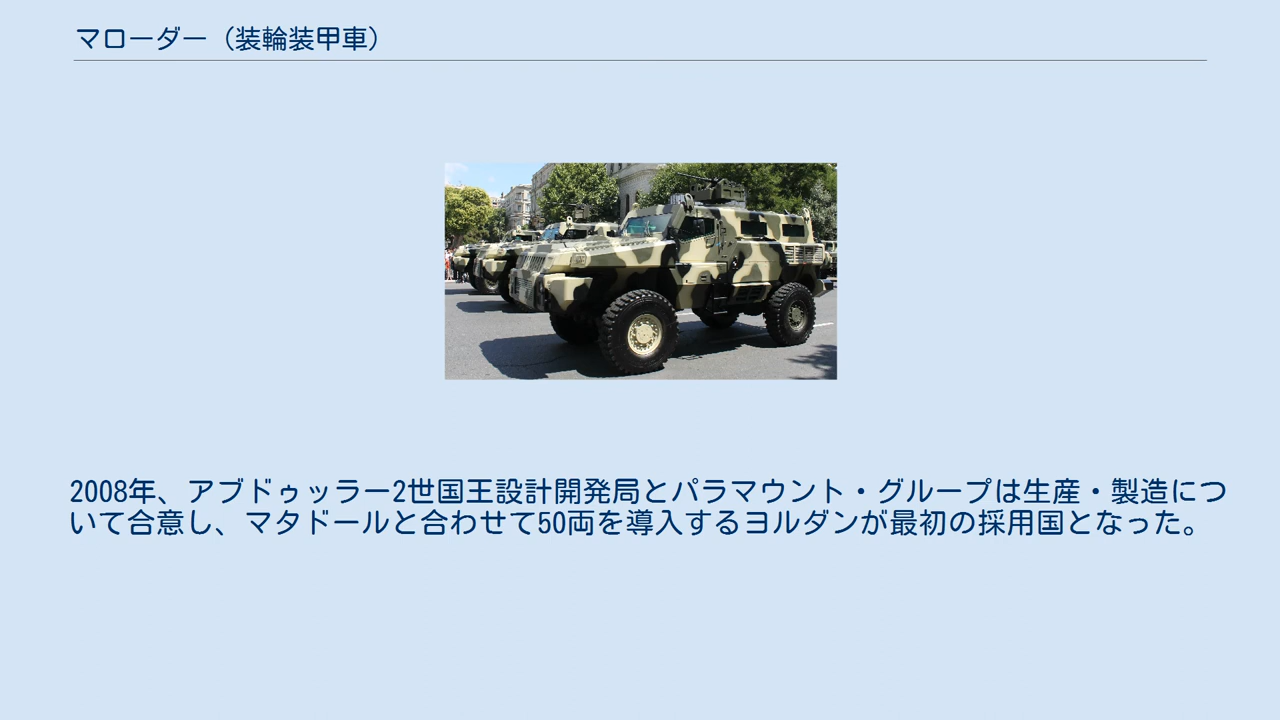 マローダー（装輪装甲車）
2008年、アブドゥッラー2世国王設計開発局とパラマウント・グループは生産・製造につ
いて合意し、マタドールと合わせて50両を導入するヨルダンが最初の採用国となった。